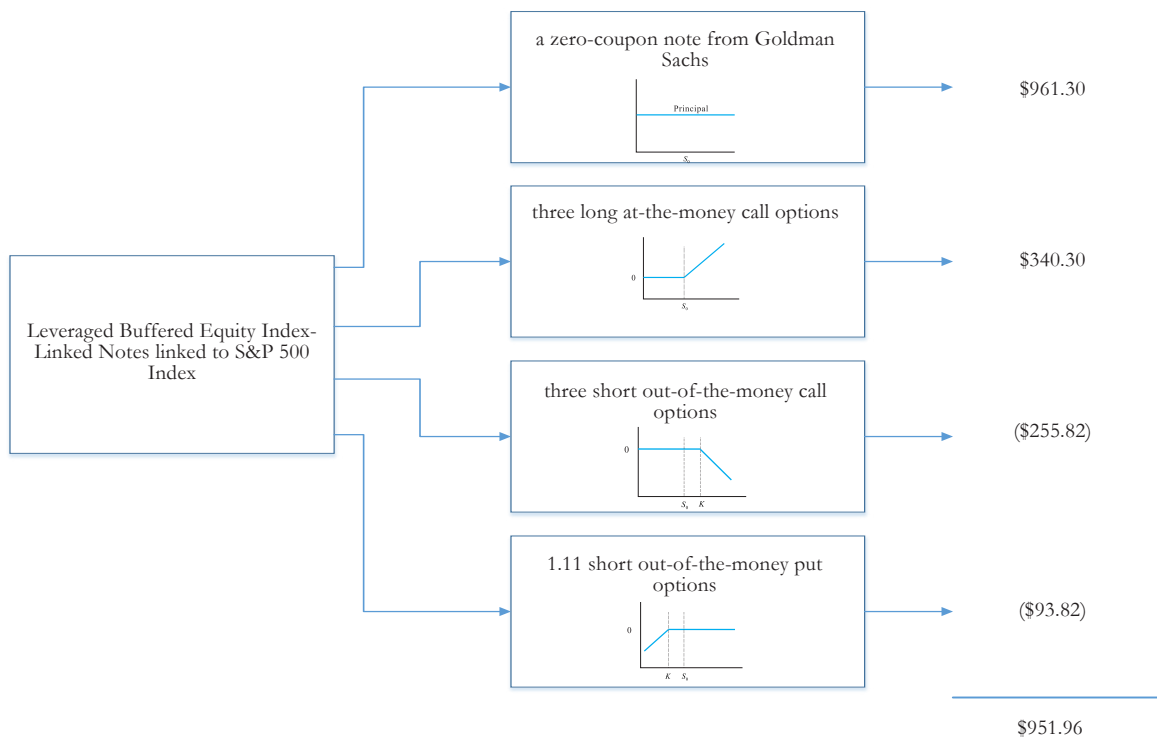 a zero-coupon note from Goldman
Sachs
Principal
S₀
$961.30
three long at-the-money call options
0
S₀
$340.30
Leveraged Buffered Equity Index-
Linked Notes linked to S&P 500
Index
three short out-of-the-money call
options
0
S₀ K
($255.82)
1.11 short out-of-the-money put
options
0
K S₀
($93.82)
$951.96